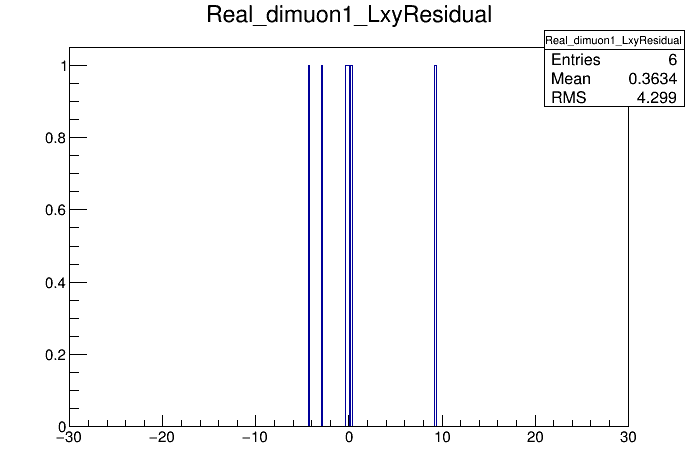 Real_dimuon1_LxyResidual
Real_dimuon1_LxyResidual
Entries 6
Mean 0.3634
RMS 4.299
1
0.8
0.6
0.4
0.2
0
−30 −20 −10 0 10 20 30